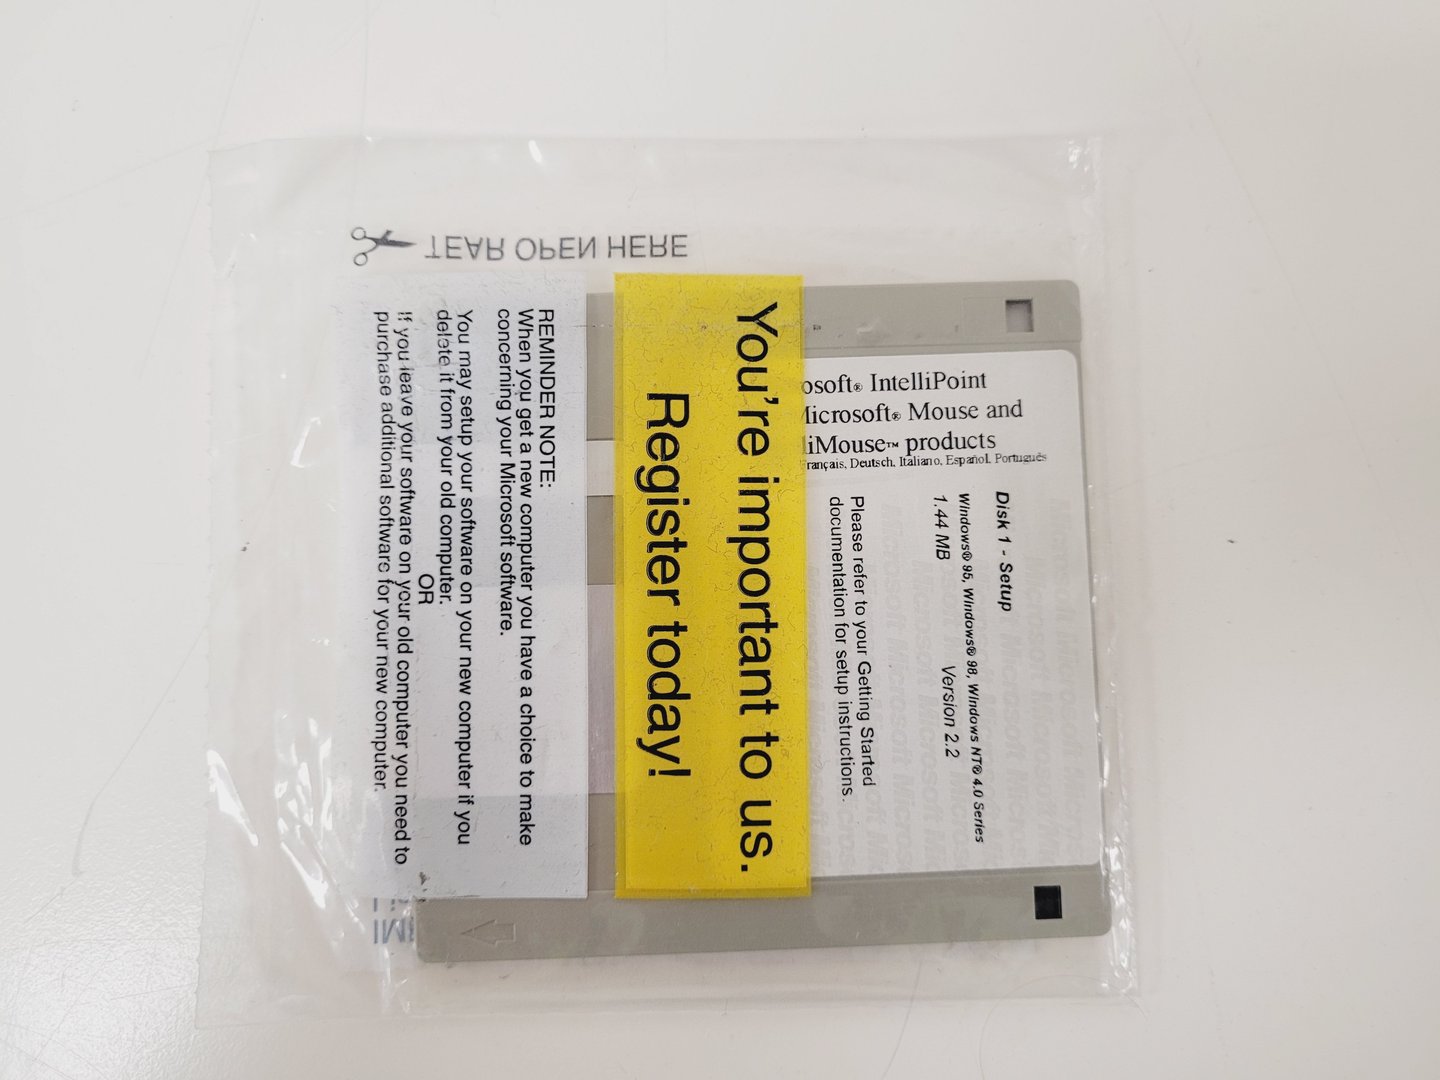 TEAR OPEN HERE
REMINDER NOTE:
When you get a new computer you have a choice to make
concerning your Microsoft software.
You may setup your software on your new computer if you
delete it from your old computer.
OR
If you leave your software on your old computer you need to
purchase additional software for your new computer.
You're important to us.
Register today!
osoft® IntelliPoint
Microsoft® Mouse and
liMouse™ products
Français, Deutsch, Italiano, Español, Português
Disk 1 - Setup
Windows® 95, Windows® 98, Windows NT® 4.0 Series
1.44 MB Version 2.2
Please refer to your Getting Started
documentation for setup instructions.